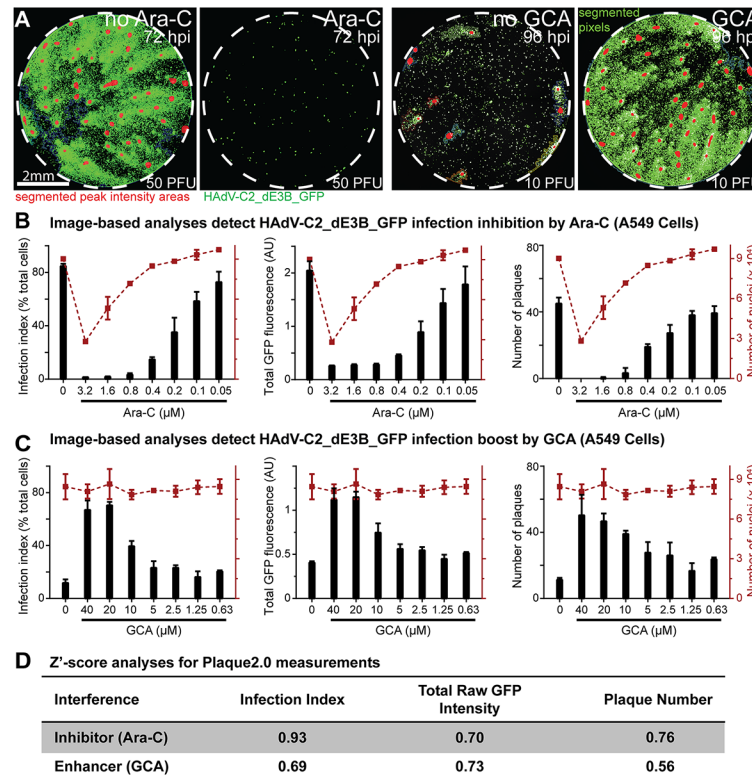 A
no Ara-C
72 hpi
2mm
50 PFU
segmented peak intensity areas
Ara-C
72 hpi
50 PFU
HAdV-C2_dE3B_GFP
no GCA
96 hpi
10 PFU
segmented
pixels
GCA
96 hpi
10 PFU
B Image-based analyses detect HAdV-C2_dE3B_GFP infection inhibition by Ara-C (A549 Cells)
Infection index (% total cells)
80
40
0
0 3.2 1.6 0.8 0.4 0.2 0.1 0.05
Ara-C (µM)
Total GFP fluorescence (AU)
2
1
0
0 3.2 1.6 0.8 0.4 0.2 0.1 0.05
Ara-C (µM)
Number of plaques
80
40
0
0 3.2 1.6 0.8 0.4 0.2 0.1 0.05
Ara-C (µM)
9
6
3
0
Number of nuclei (× 10⁴)
C Image-based analyses detect HAdV-C2_dE3B_GFP infection boost by GCA (A549 Cells)
Infection index (% total cells)
80
40
0
0 40 20 10 5 2.5 1.25 0.63
GCA (µM)
Total GFP fluorescence (AU)
1
0.5
0
0 40 20 10 5 2.5 1.25 0.63
GCA (µM)
Number of plaques
80
40
0
0 40 20 10 5 2.5 1.25 0.63
GCA (µM)
9
6
3
0
Number of nuclei (× 10⁴)
D Z’-score analyses for Plaque2.0 measurements
Interference Infection Index Total Raw GFP Intensity Plaque Number
Inhibitor (Ara-C) 0.93 0.70 0.76
Enhancer (GCA) 0.69 0.73 0.56